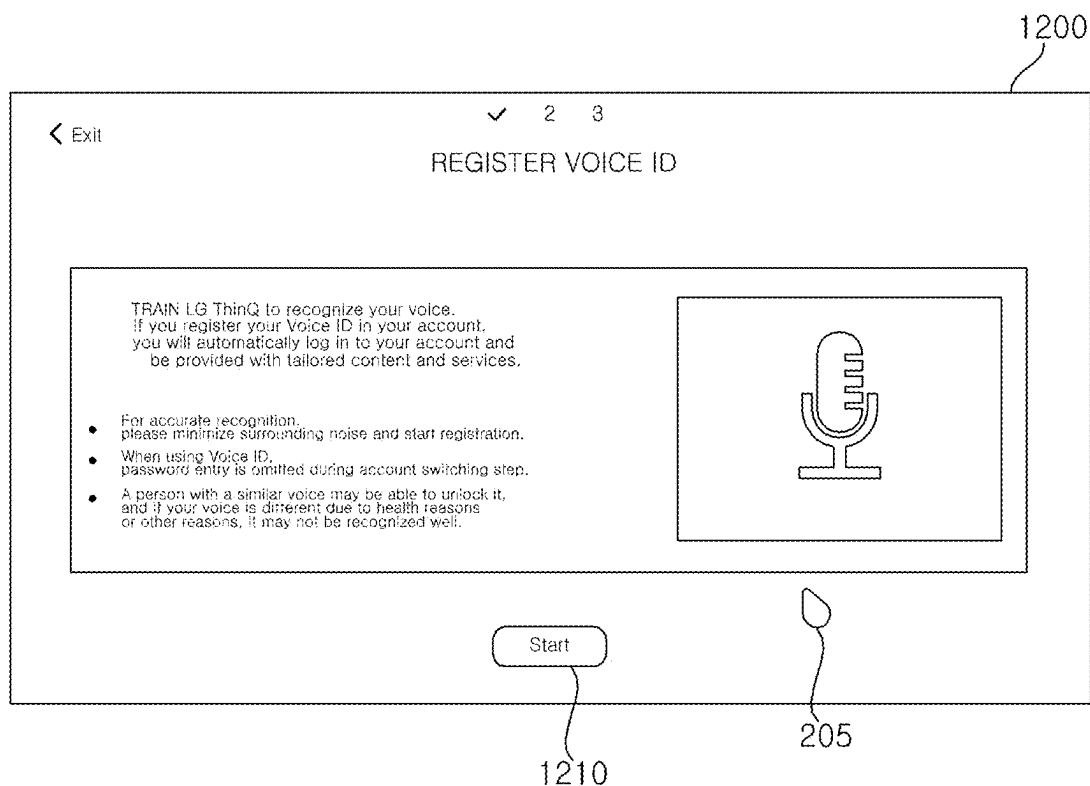 1200
✓ 2 3
< Exit
REGISTER VOICE ID
TRAIN LG ThinQ to recognize your voice.
If you register your Voice ID in your account,
you will automatically log in to your account and
be provided with tailored content and services.
• For accurate recognition,
please minimize surrounding noise and start registration.
• When using Voice ID,
password entry is omitted during account switching step.
• A person with a similar voice may be able to unlock it,
and if your voice is different due to health reasons
or other reasons, it may not be recognized well.
Start
205
1210